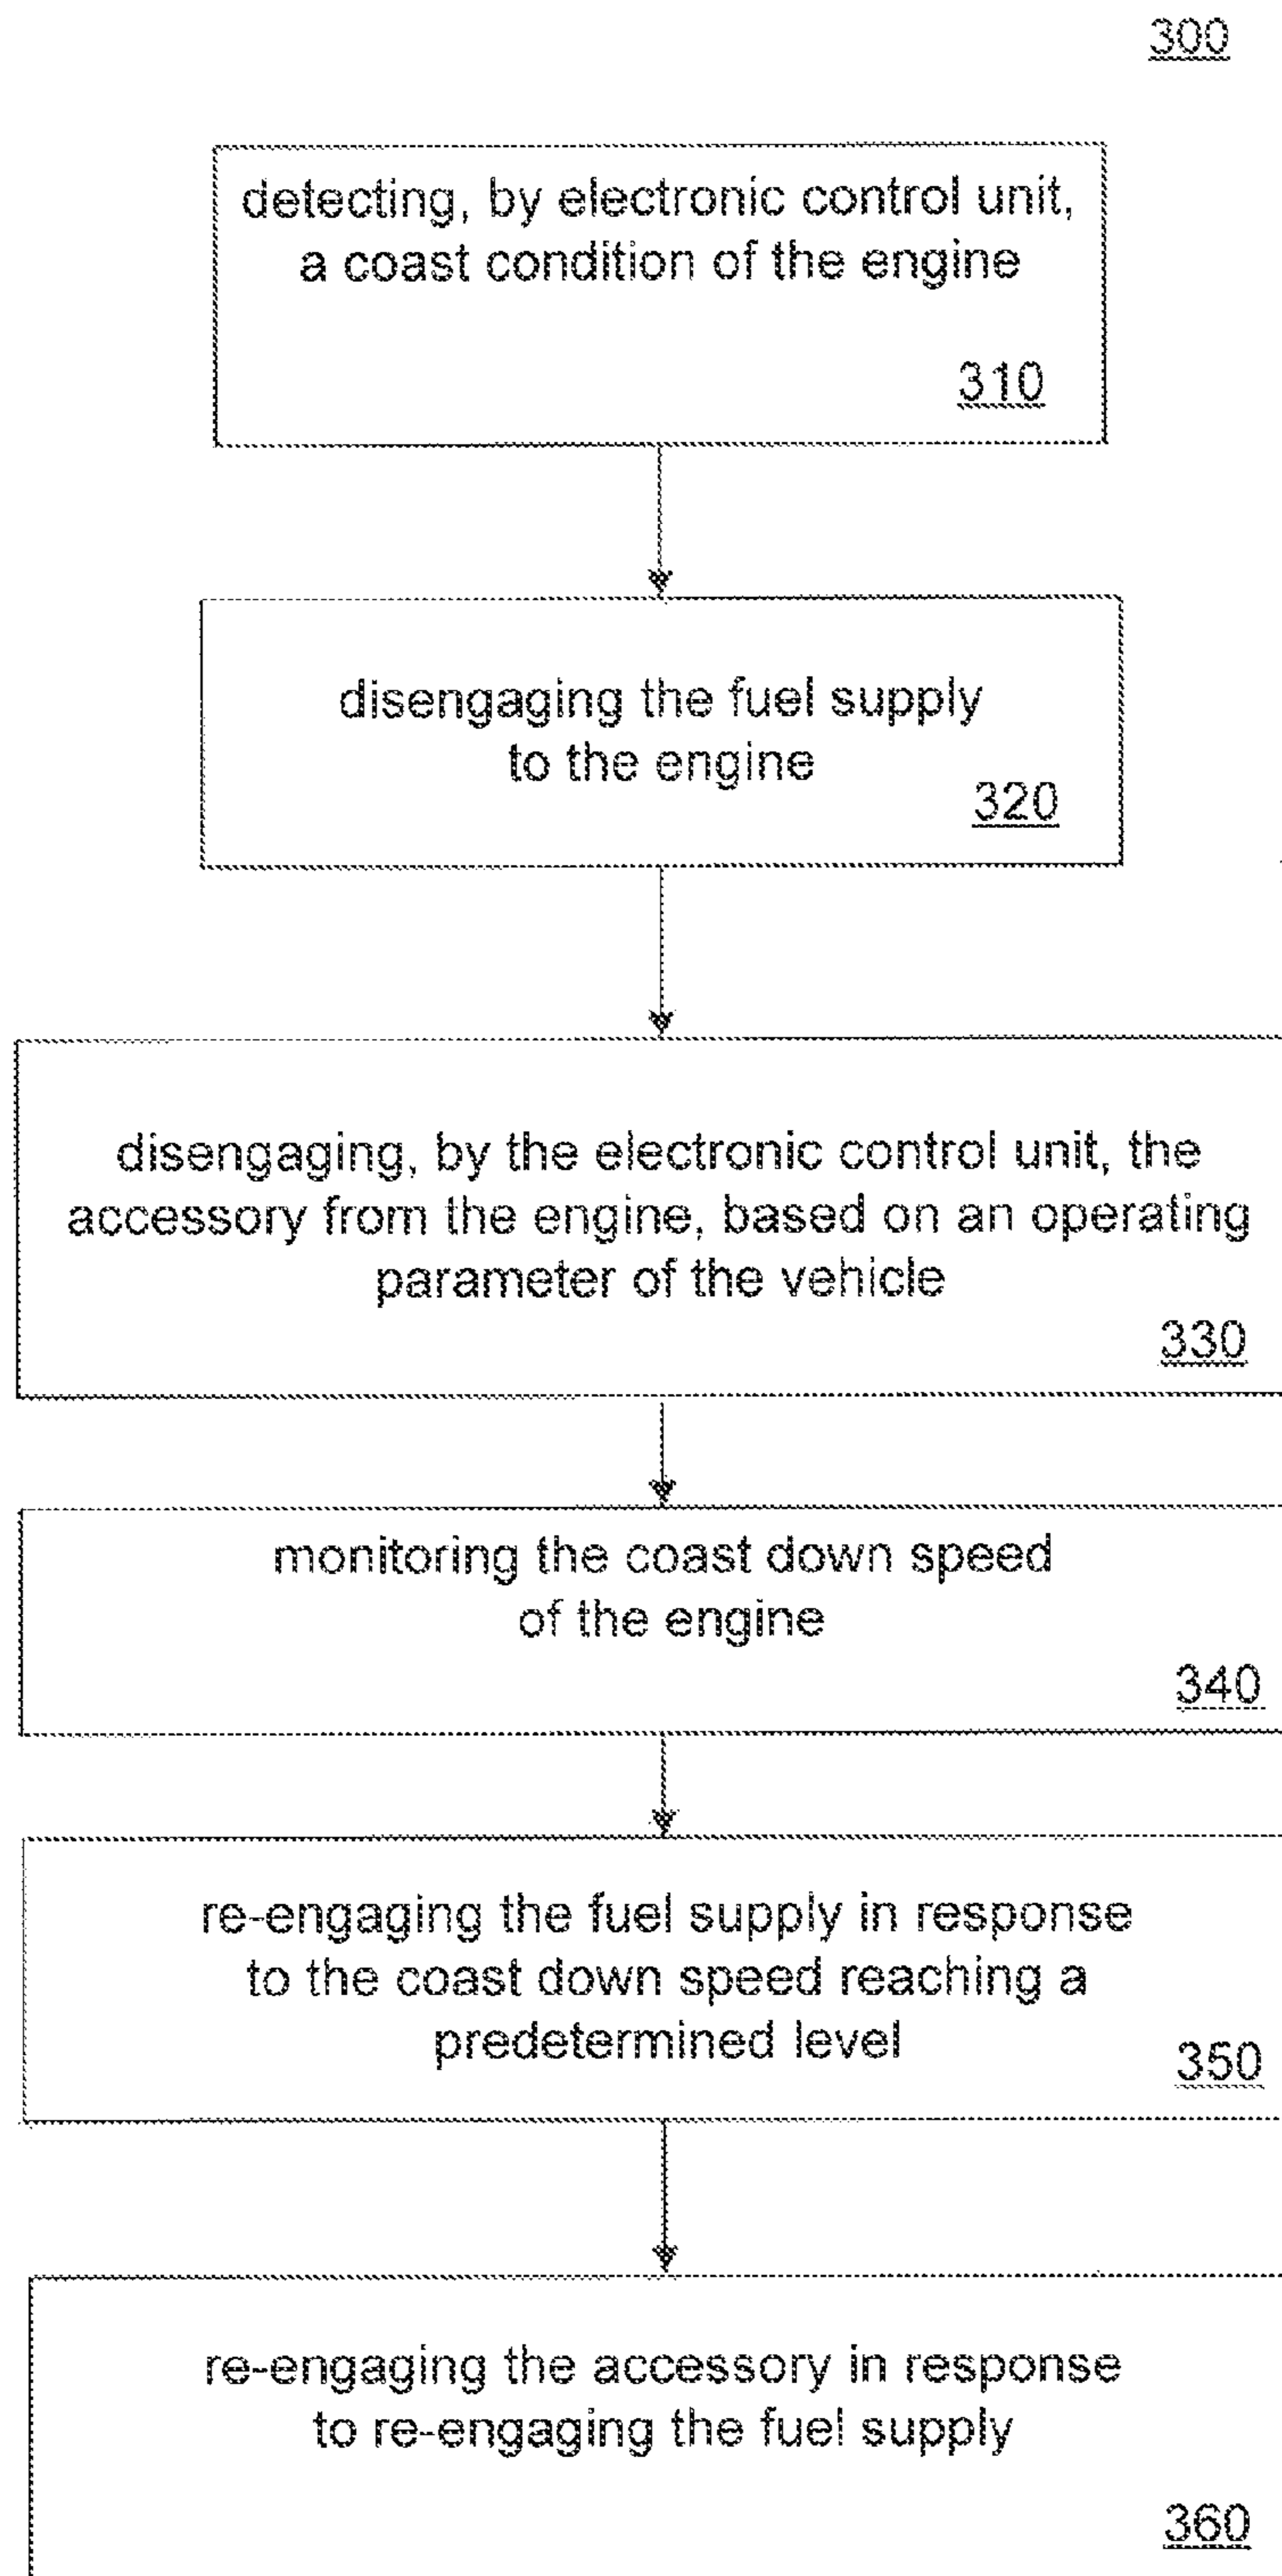 300
detecting, by electronic control unit,
a coast condition of the engine
310
disengaging the fuel supply
to the engine
320
disengaging, by the electronic control unit, the
accessory from the engine, based on an operating
parameter of the vehicle
330
monitoring the coast down speed
of the engine
340
re-engaging the fuel supply in response
to the coast down speed reaching a
predetermined level
350
re-engaging the accessory in response
to re-engaging the fuel supply
360